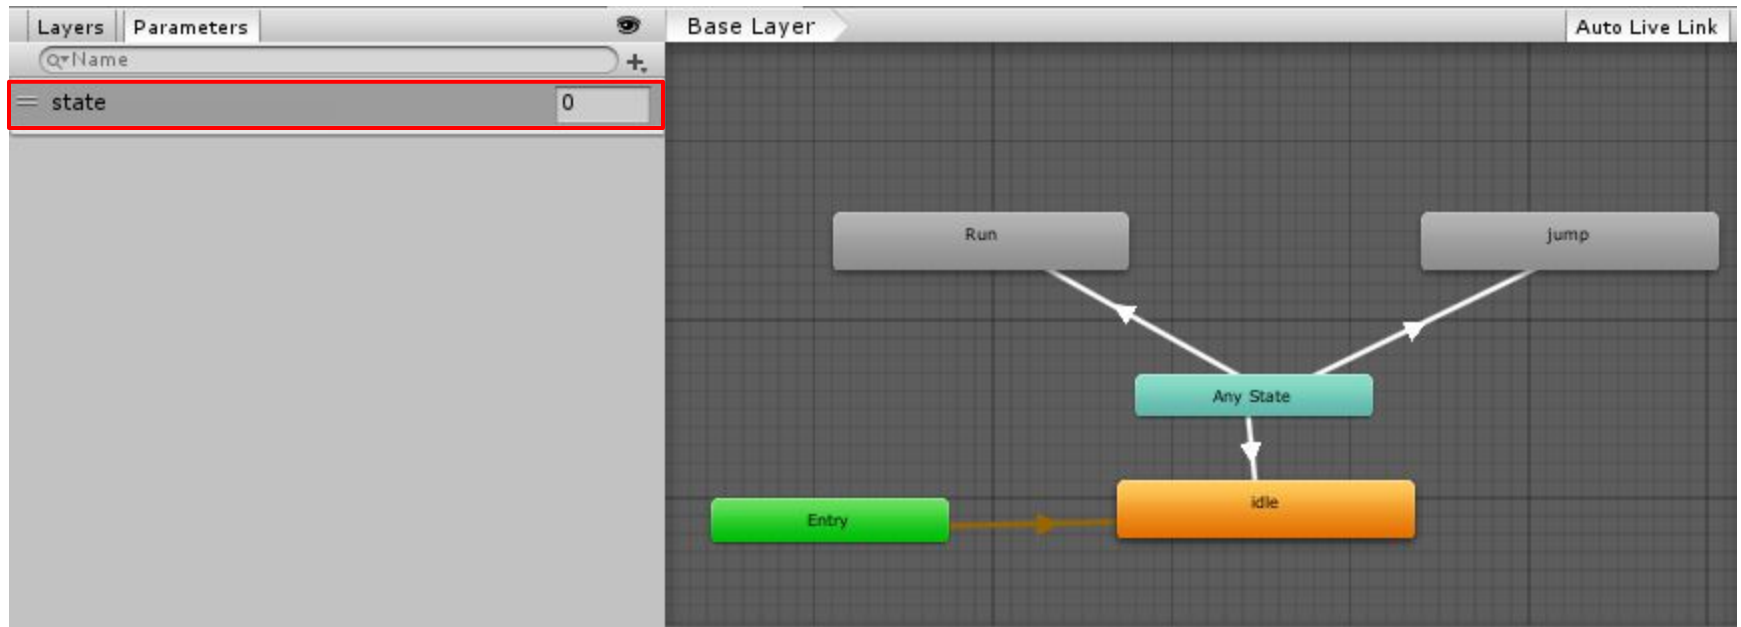 Layers Parameters
Base Layer
Auto Live Link
Name
state 0
Run
jump
Any State
idle
Entry